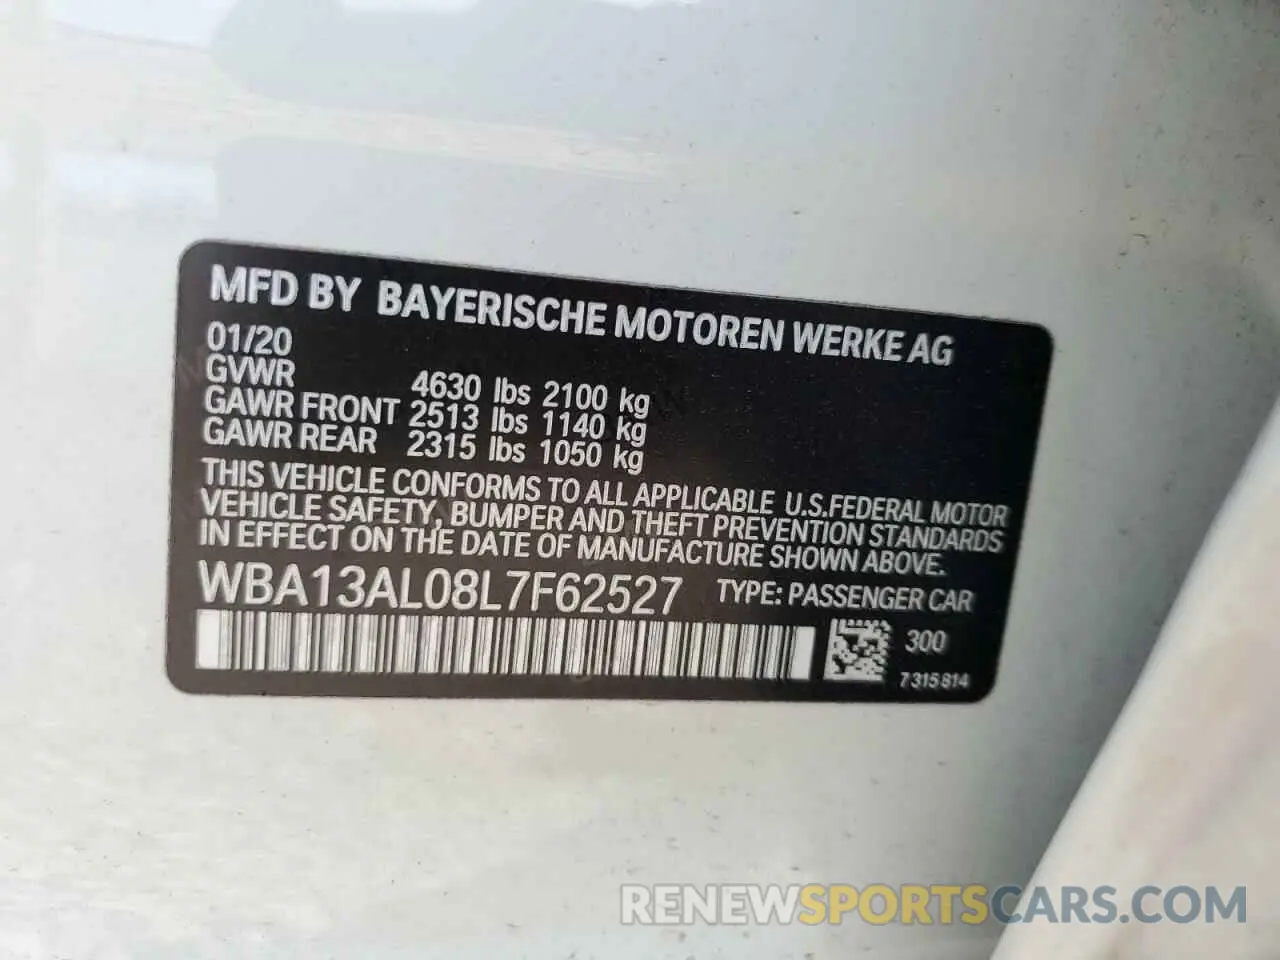 MFD BY BAYERISCHE MOTOREN WERKE AG
01/20
GVWR 4630 lbs 2100 kg
GAWR FRONT 2513 lbs 1140 kg
GAWR REAR 2315 lbs 1050 kg
THIS VEHICLE CONFORMS TO ALL APPLICABLE U.S.FEDERAL MOTOR
VEHICLE SAFETY, BUMPER AND THEFT PREVENTION STANDARDS
IN EFFECT ON THE DATE OF MANUFACTURE SHOWN ABOVE.
WBA13AL08L7F62527 TYPE: PASSENGER CAR
300
7315814
RENEWSPORTSCARS.COM